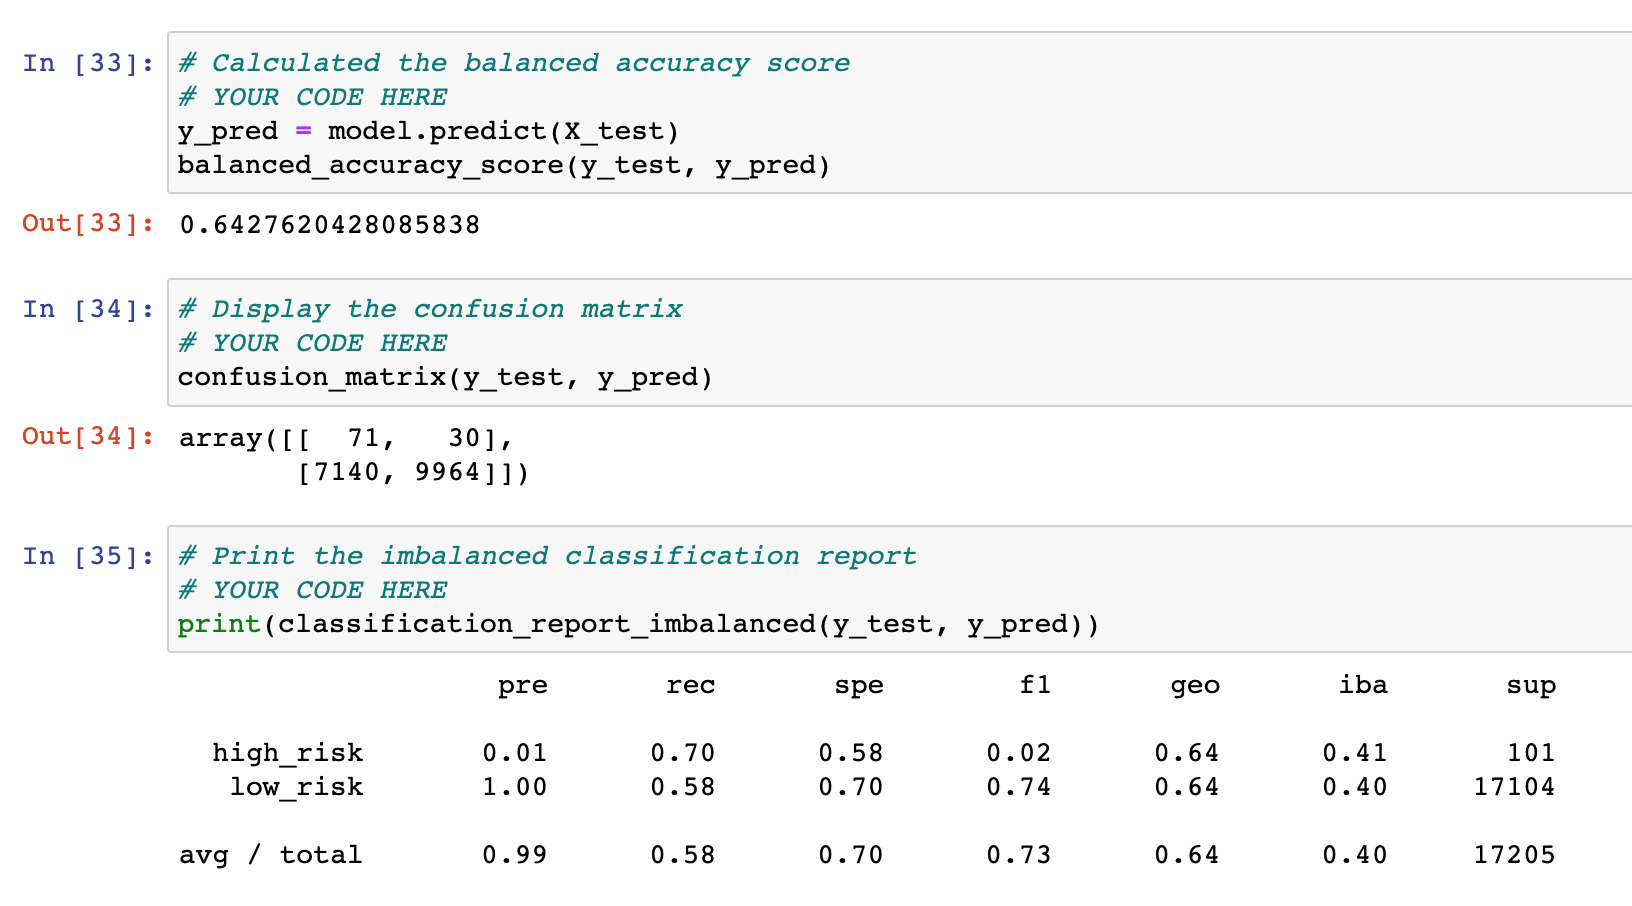 In [33]: # Calculated the balanced accuracy score
# YOUR CODE HERE
y_pred = model.predict(X_test)
balanced_accuracy_score(y_test, y_pred)
Out[33]: 0.6427620428085838
In [34]: # Display the confusion matrix
# YOUR CODE HERE
confusion_matrix(y_test, y_pred)
Out[34]: array([[  71,   30],
       [7140, 9964]])
In [35]: # Print the imbalanced classification report
# YOUR CODE HERE
print(classification_report_imbalanced(y_test, y_pred))
pre rec spe f1 geo iba sup
high_risk 0.01 0.70 0.58 0.02 0.64 0.41 101
low_risk 1.00 0.58 0.70 0.74 0.64 0.40 17104
avg / total 0.99 0.58 0.70 0.73 0.64 0.40 17205